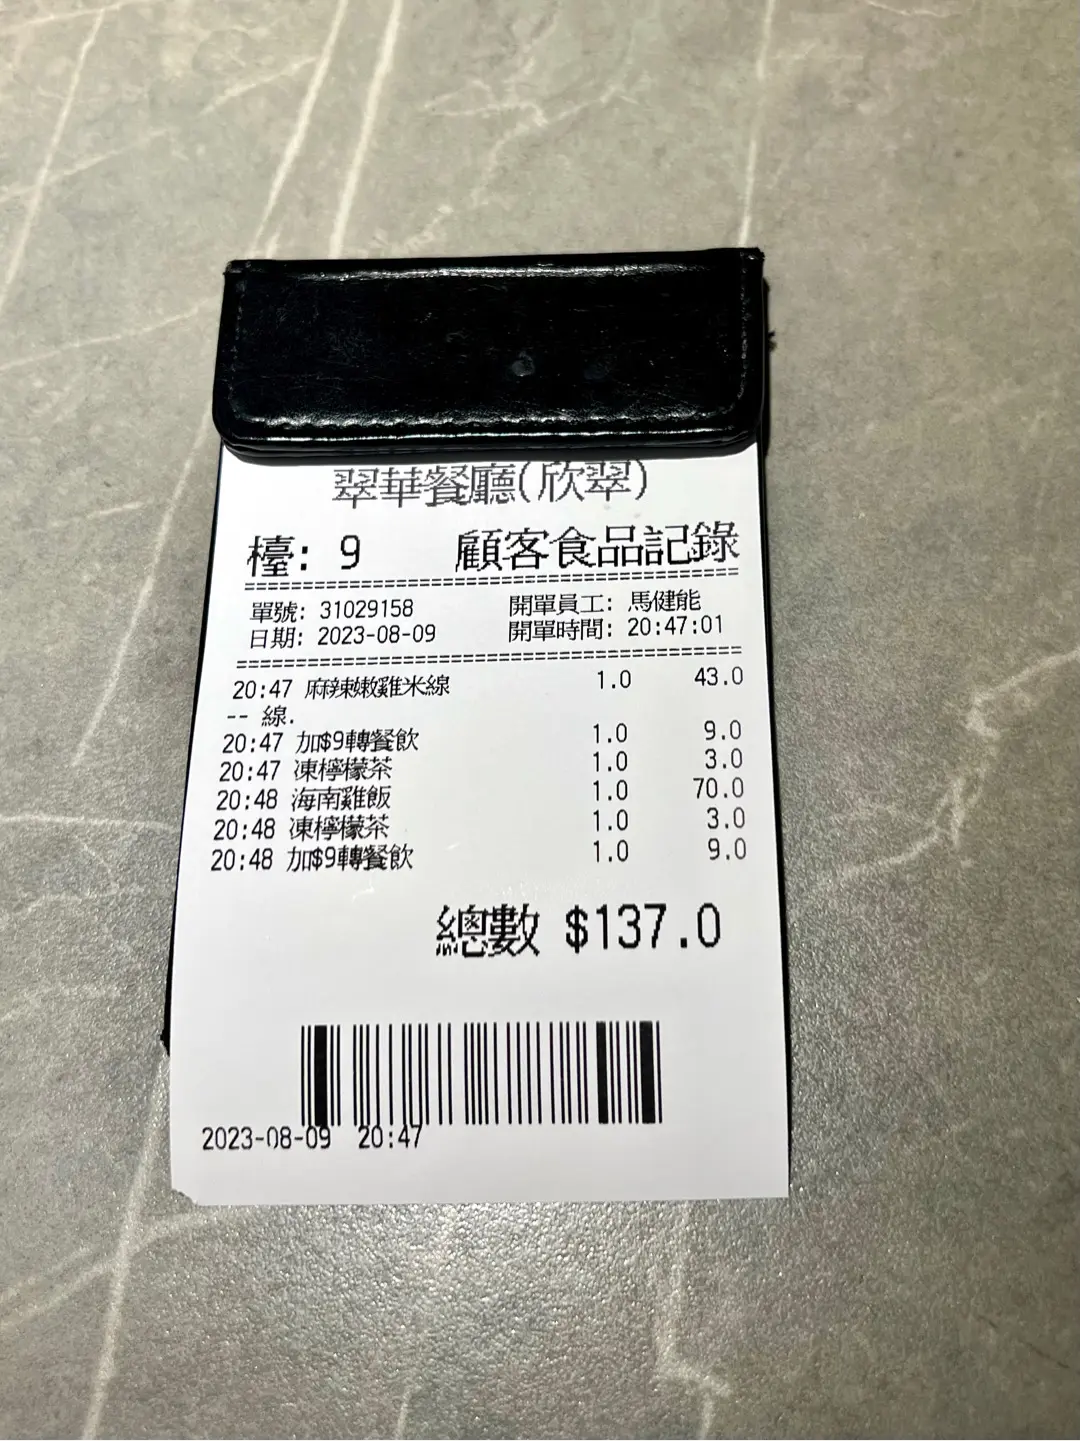 翠華餐廳(欣翠)
檯: 9 顧客食品記錄
單號: 31029158 開單員工: 馬健能
日期: 2023-08-09 開單時間: 20:47:01
20:47 麻辣嫩雞米線 1.0 43.0
-- 線.
20:47 加$9轉餐飲 1.0 9.0
20:47 凍檸檬茶 1.0 3.0
20:48 海南雞飯 1.0 70.0
20:48 凍檸檬茶 1.0 3.0
20:48 加$9轉餐飲 1.0 9.0
總數 $137.0
2023-08-09 20:47